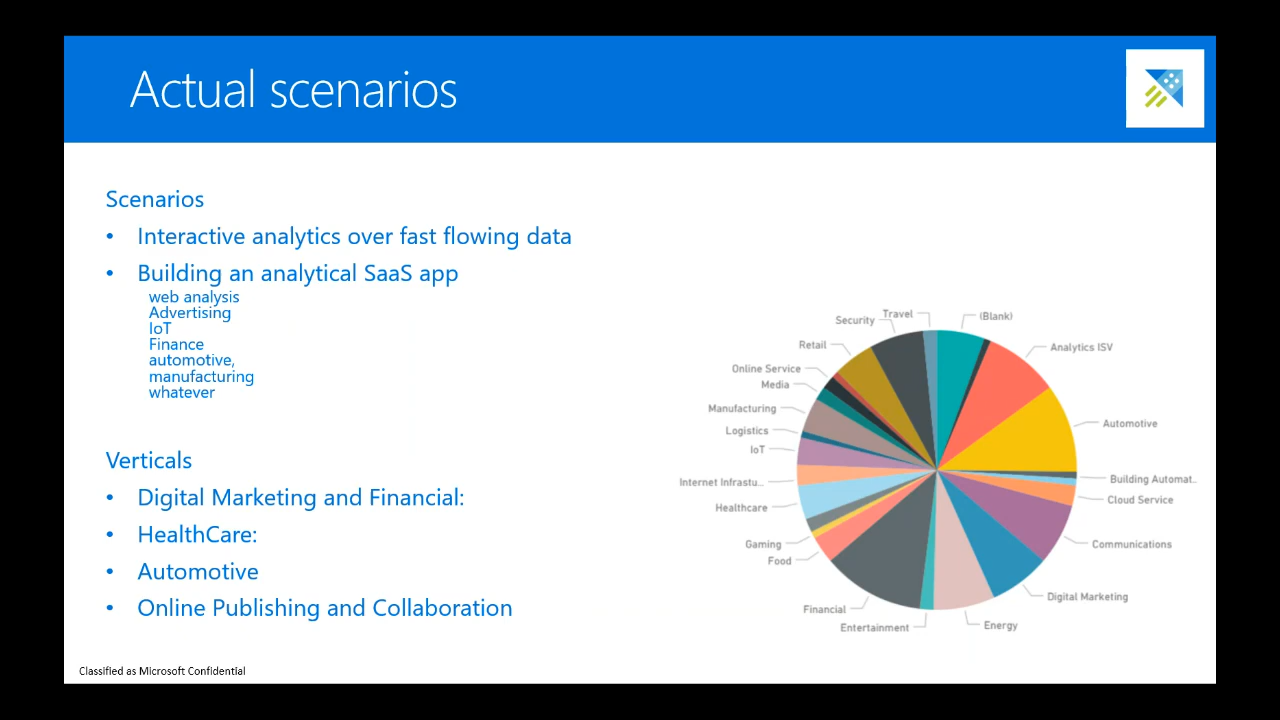 Actual scenarios
Scenarios
• Interactive analytics over fast flowing data
• Building an analytical SaaS app
web analysis
Advertising
IoT
Finance
automotive,
manufacturing
whatever
Verticals
• Digital Marketing and Financial:
• HealthCare:
• Automotive
• Online Publishing and Collaboration
Travel
(Blank)
Security
Retail
Analytics ISV
Online Service
Media
Manufacturing
Automotive
Logistics
IoT
Internet Infrastu...
Building Automat..
Cloud Service
Healthcare
Gaming
Communications
Food
Digital Marketing
Financial
Entertainment
Energy
Classified as Microsoft Confidential